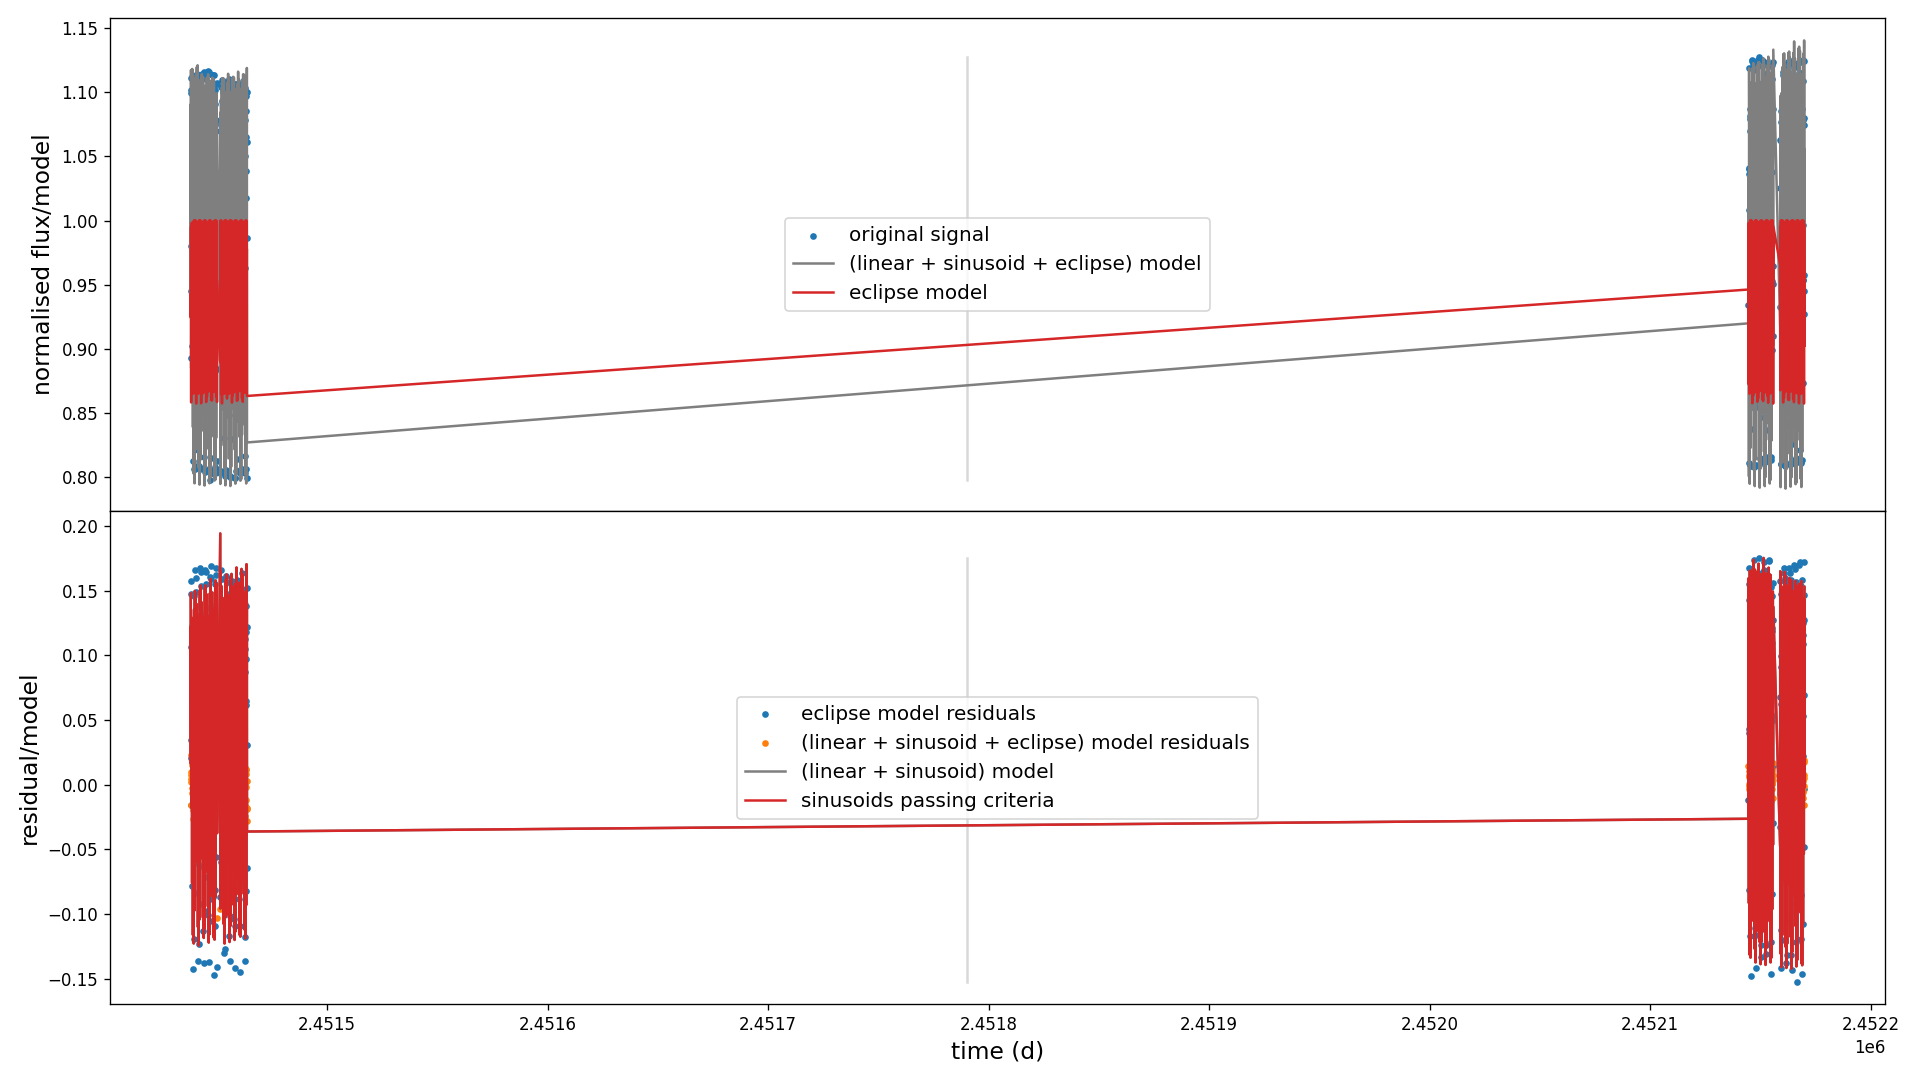 1.15
1.10
1.05
1.00
0.95
0.90
0.85
0.80
normalised flux/model
original signal
(linear + sinusoid + eclipse) model
eclipse model
0.20
0.15
0.10
0.05
0.00
−0.05
−0.10
−0.15
residual/model
eclipse model residuals
(linear + sinusoid + eclipse) model residuals
(linear + sinusoid) model
sinusoids passing criteria
2.4515 2.4516 2.4517 2.4518 2.4519 2.4520 2.4521 2.4522
1e6
time (d)